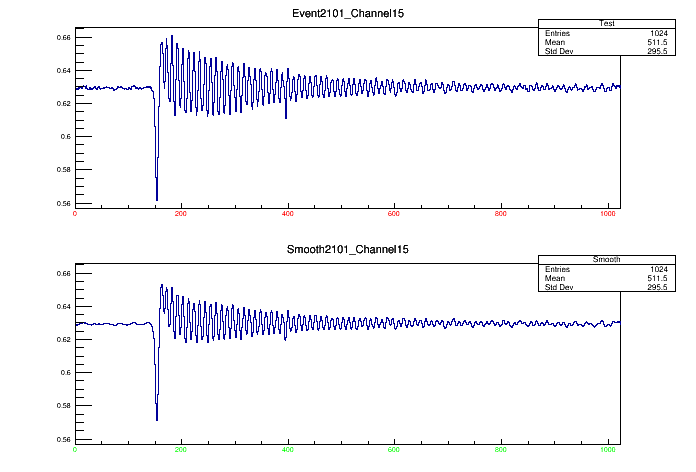 Event2101_Channel15
Test
Entries 1024
Mean 511.5
Std Dev 295.5
0.66
0.64
0.62
0.6
0.58
0.56
0 200 400 600 800 1000
Smooth2101_Channel15
Smooth
Entries 1024
Mean 511.5
Std Dev 295.5
0.66
0.64
0.62
0.6
0.58
0.56
0 200 400 600 800 1000